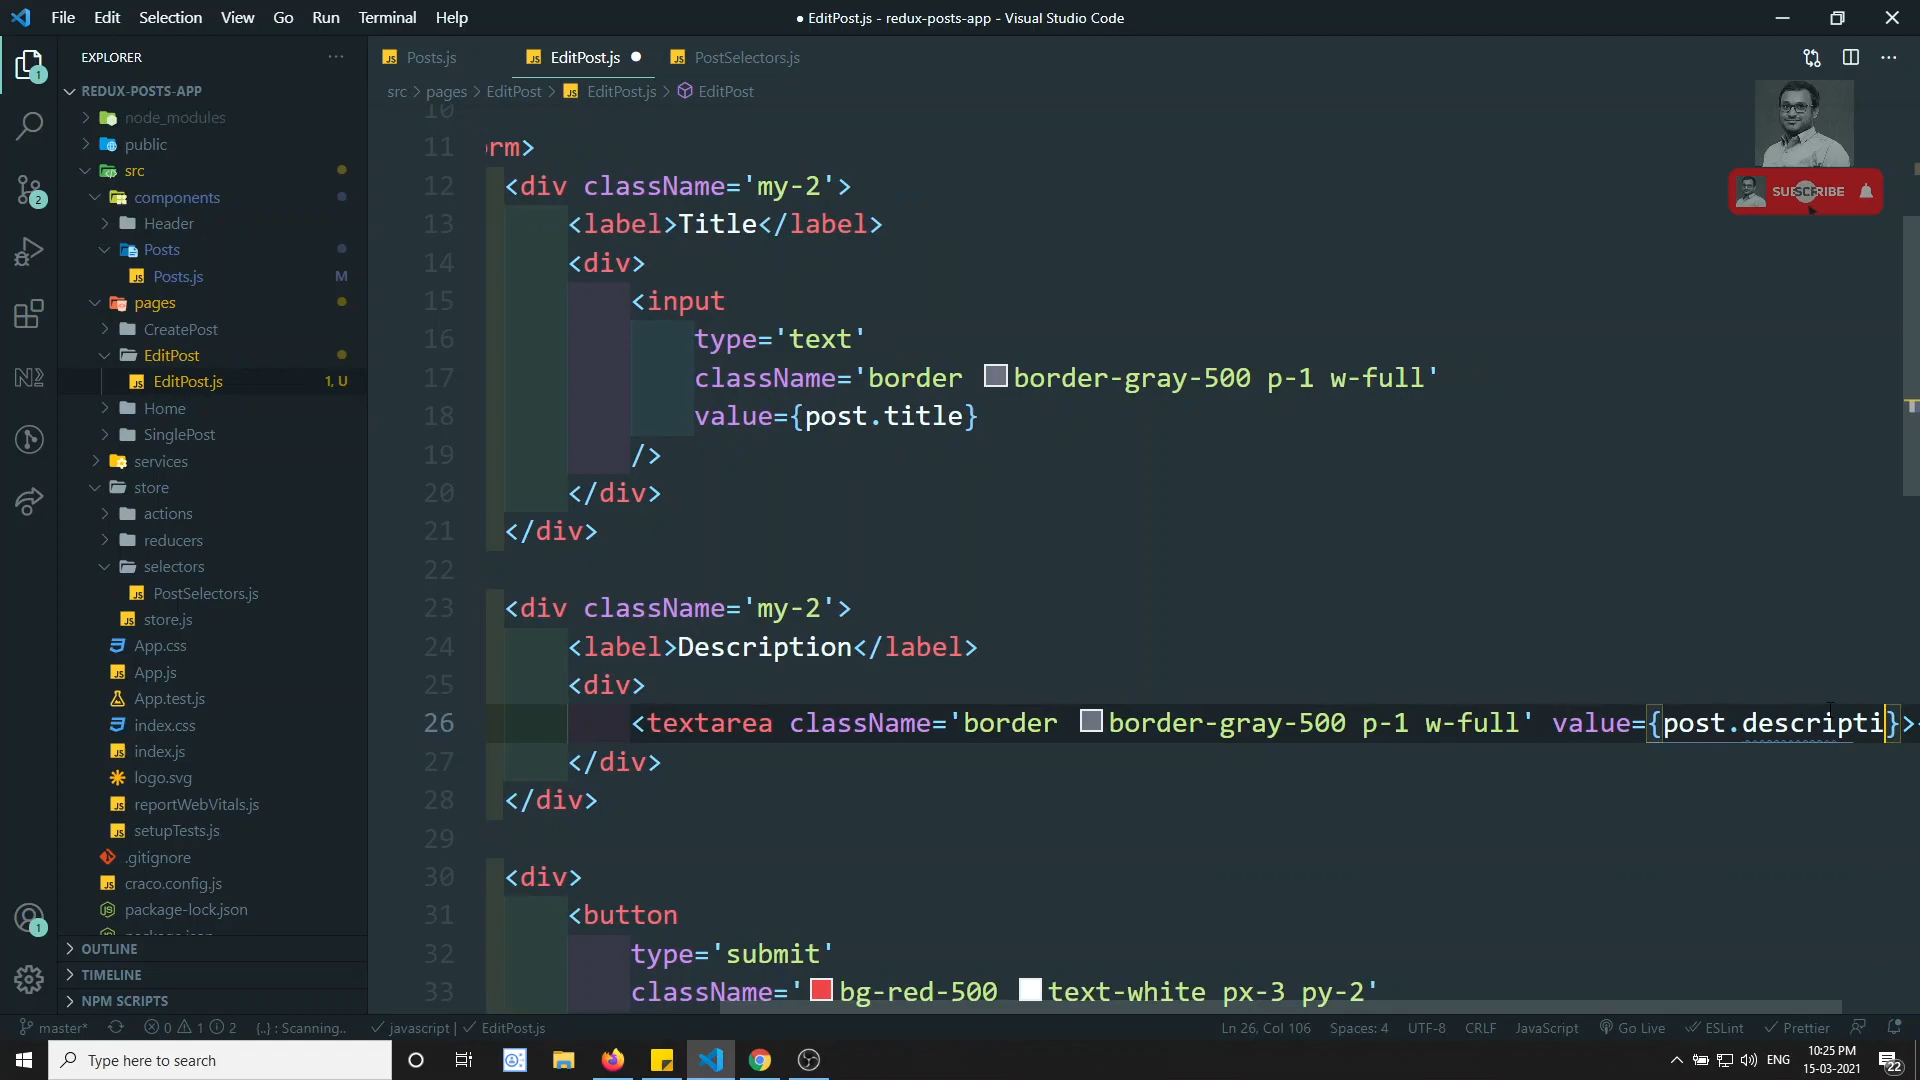 File Edit Selection View Go Run Terminal Help
● EditPost.js - redux-posts-app - Visual Studio Code
EXPLORER
REDUX-POSTS-APP
node_modules
public
src
components
Header
Posts
Posts.js M
pages
CreatePost
EditPost
EditPost.js 1, U
Home
SinglePost
services
store
actions
reducers
selectors
PostSelectors.js
store.js
App.css
App.js
App.test.js
index.css
index.js
logo.svg
reportWebVitals.js
setupTests.js
.gitignore
craco.config.js
package-lock.json
OUTLINE
TIMELINE
NPM SCRIPTS
Posts.js EditPost.js ● PostSelectors.js
src > pages > EditPost > EditPost.js > EditPost
SUBSCRIBE
10
11 orm>
12 <div className='my-2'>
13 <label>Title</label>
14 <div>
15 <input
16 type='text'
17 className='border border-gray-500 p-1 w-full'
18 value={post.title}
19 />
20 </div>
21 </div>
22
23 <div className='my-2'>
24 <label>Description</label>
25 <div>
26 <textarea className='border border-gray-500 p-1 w-full' value={post.descripti}><
27 </div>
28 </div>
29
30 <div>
31 <button
32 type='submit'
33 className='bg-red-500 text-white px-3 py-2'
master* 0 1 2 {..} : Scanning.. javascript | EditPost.js Ln 26, Col 106 Spaces: 4 UTF-8 CRLF JavaScript Go Live ESLint Prettier
Type here to search
ENG
10:25 PM
15-03-2021
22